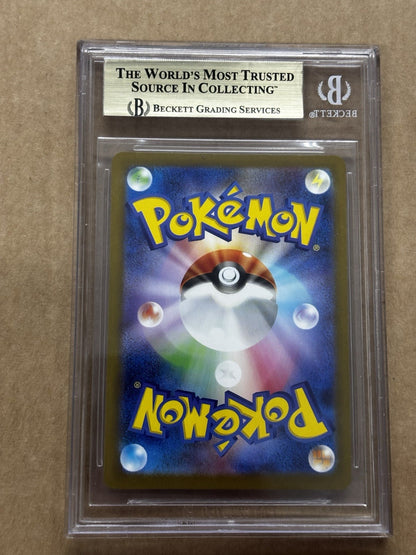 THE WORLD'S MOST TRUSTED
SOURCE IN COLLECTING™
B BECKETT GRADING SERVICES
B
BECKETT®
POKéMON®
POKéMON®